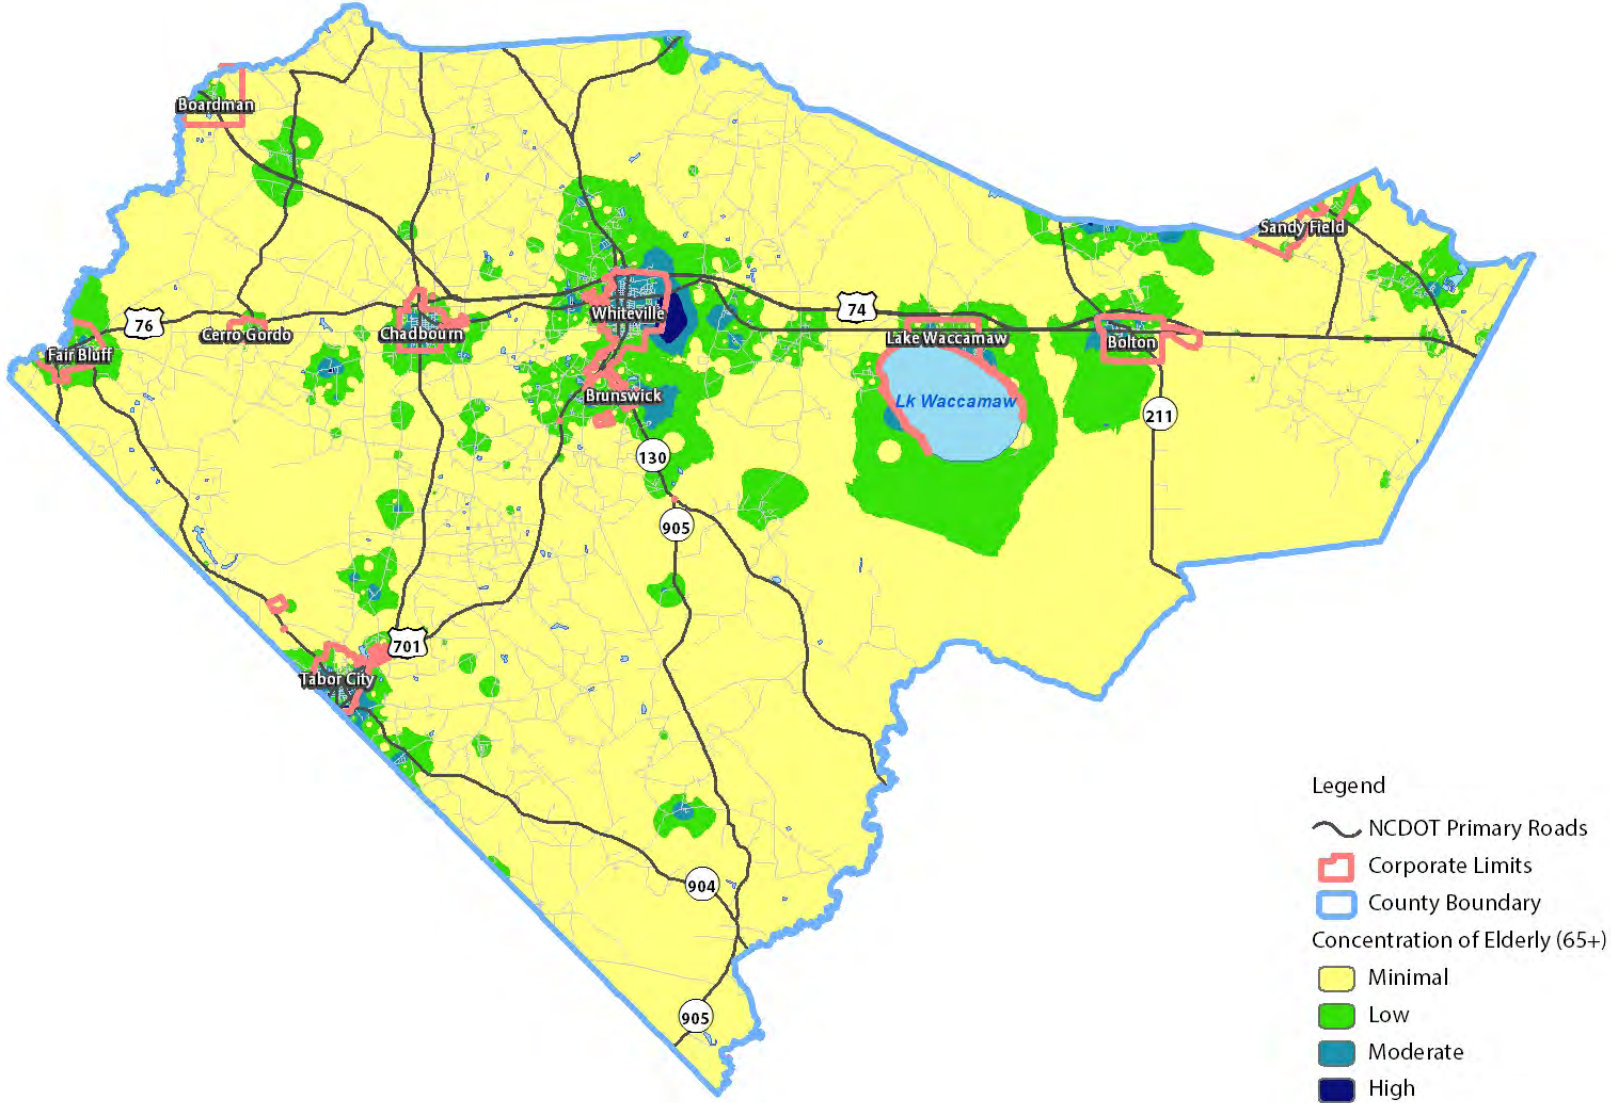 Boardman
Sandy Field
76
74
Cerro Gordo
Chadbourn
Whiteville
Fair Bluff
Lake Waccamaw
Bolton
Brunswick
Lk Waccamaw
211
130
905
701
Tabor City
904
905
Legend
NCDOT Primary Roads
Corporate Limits
County Boundary
Concentration of Elderly (65+)
Minimal
Low
Moderate
High